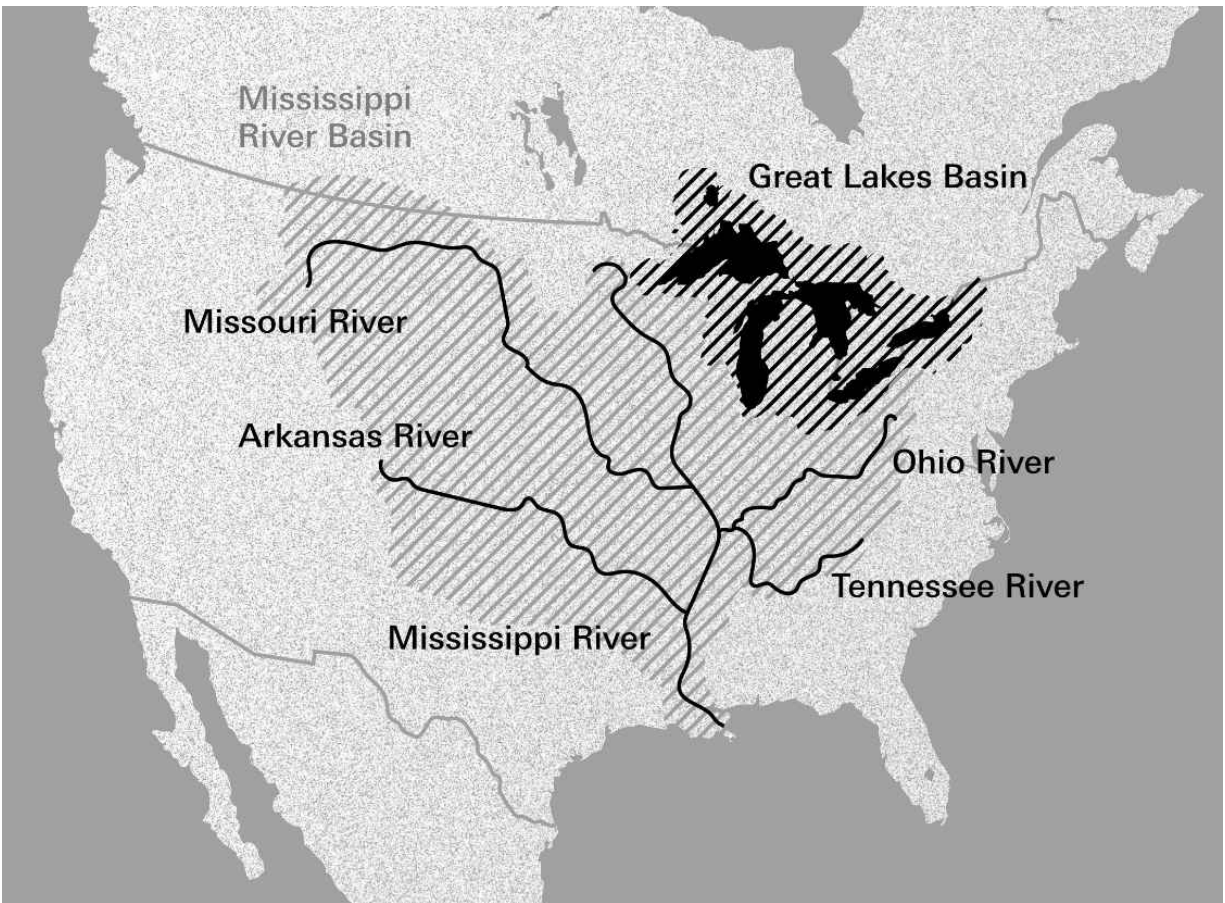 Mississippi
River Basin
Great Lakes Basin
Missouri River
Arkansas River
Ohio River
Tennessee River
Mississippi River